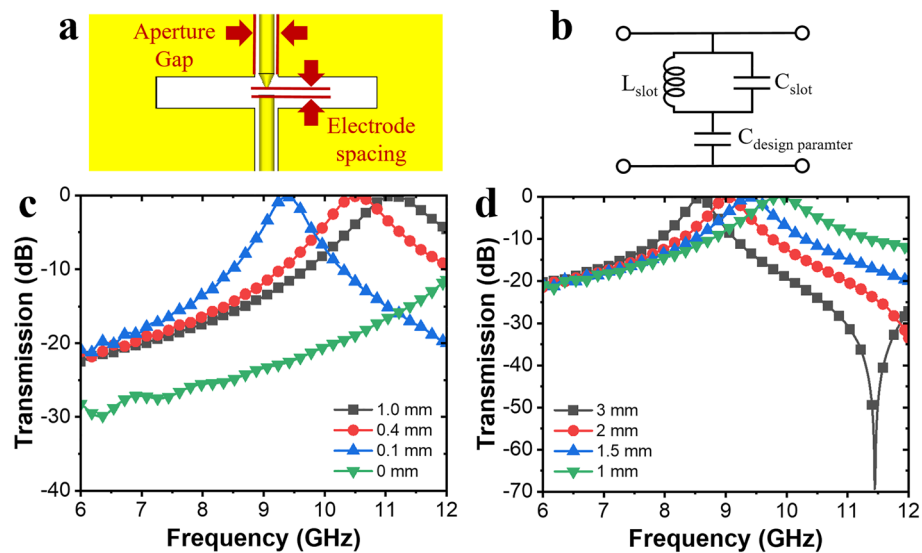 a
Aperture
Gap
Electrode
spacing
b
L slot
C slot
C design paramter
c
Transmission (dB)
0
-10
-20
-30
-40
6 7 8 9 10 11 12
Frequency (GHz)
1.0 mm
0.4 mm
0.1 mm
0 mm
d
Transmission (dB)
0
-10
-20
-30
-40
-50
-60
-70
6 7 8 9 10 11 12
Frequency (GHz)
3 mm
2 mm
1.5 mm
1 mm